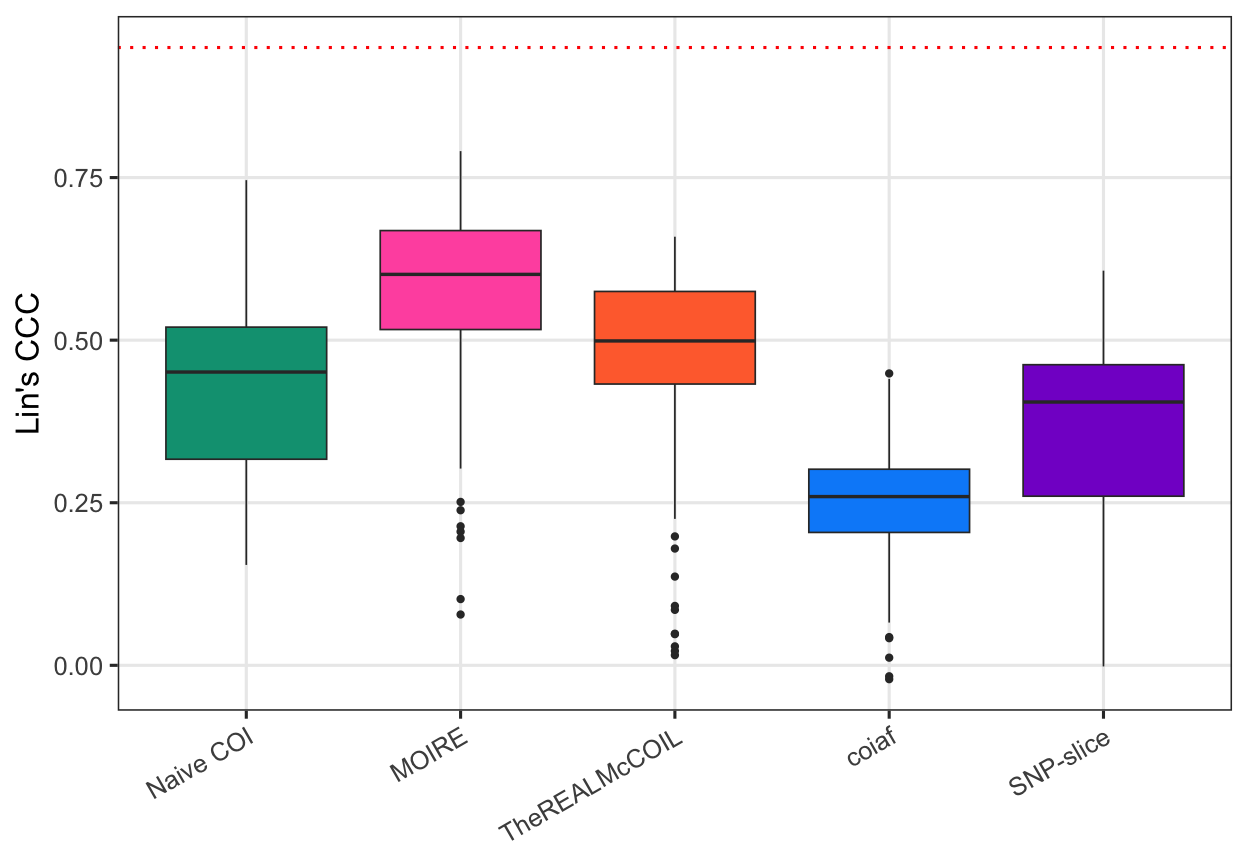 Lin's CCC
0.75
0.50
0.25
0.00
Naive COI
MOIRE
TheREALMcCOIL
coiaf
SNP-slice